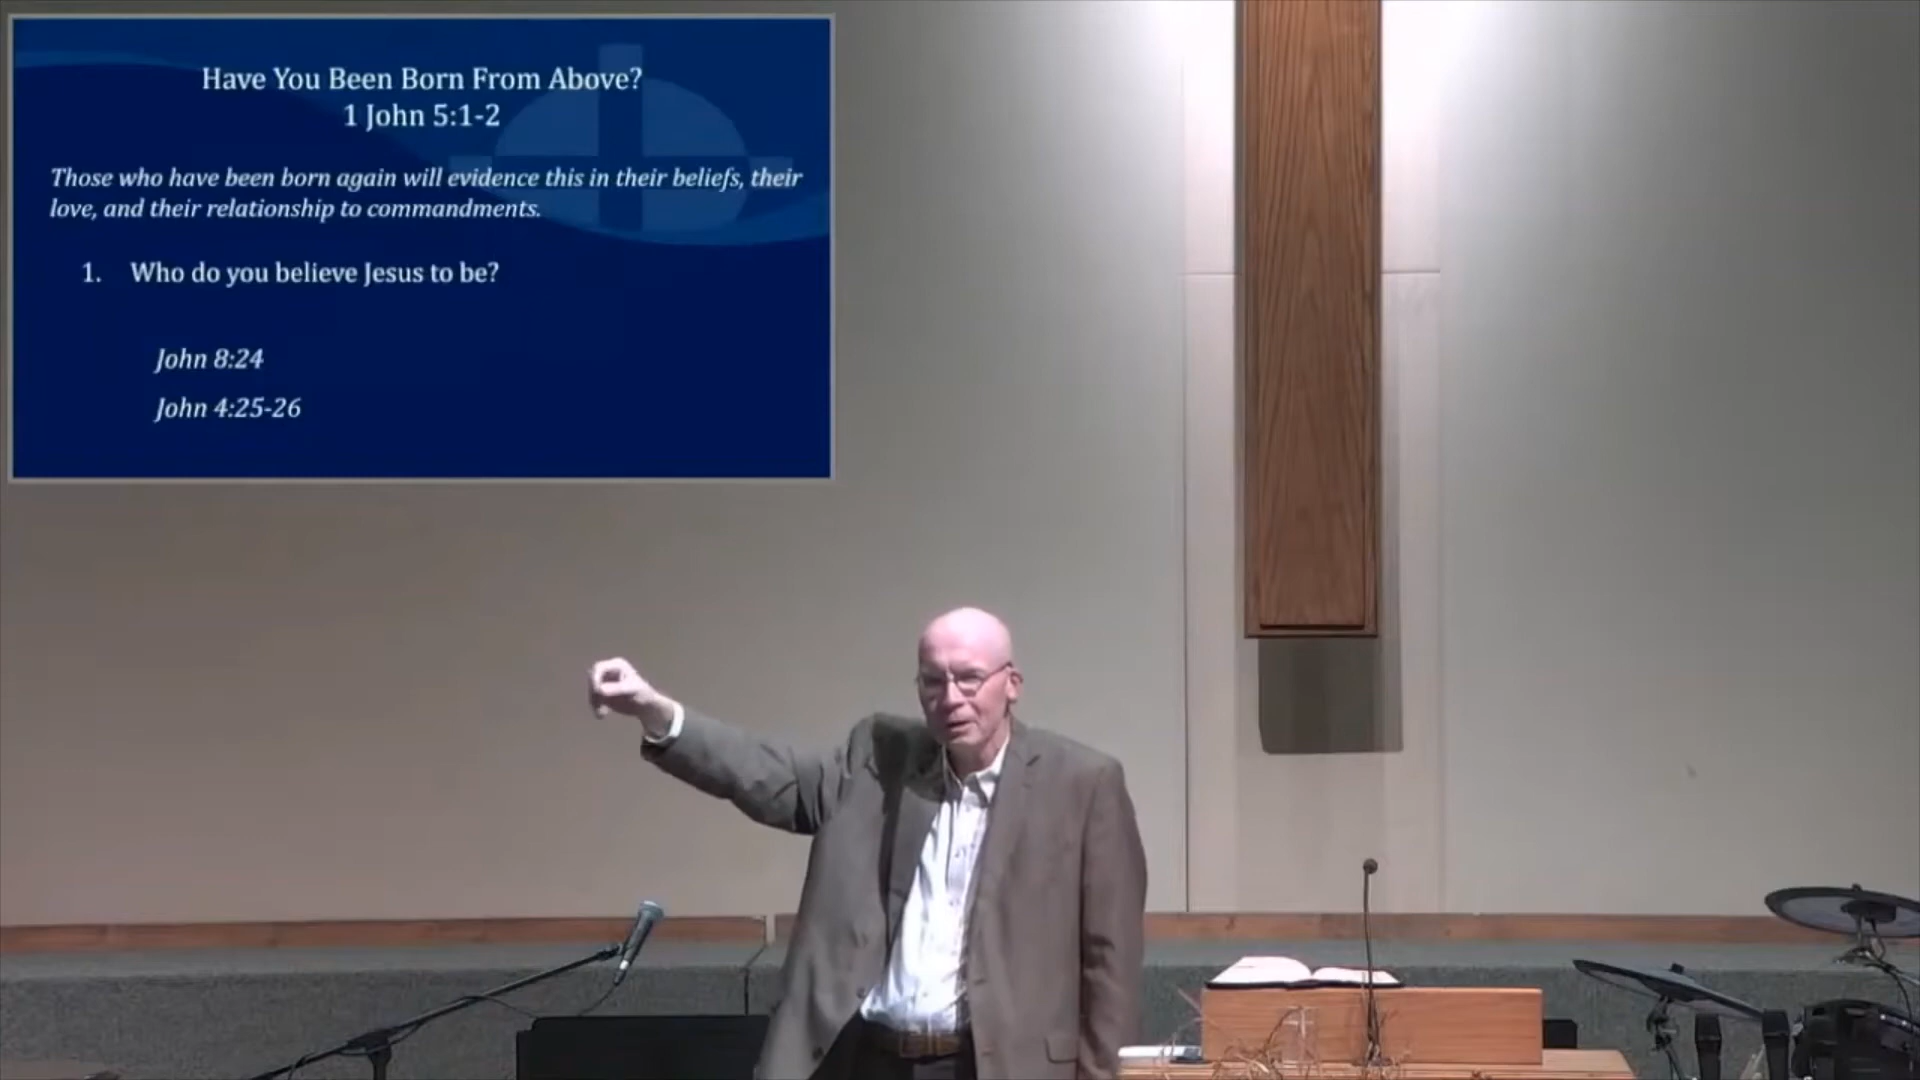 Have You Been Born From Above?
1 John 5:1-2
Those who have been born again will evidence this in their beliefs, their
love, and their relationship to commandments.
1. Who do you believe Jesus to be?
John 8:24
John 4:25-26